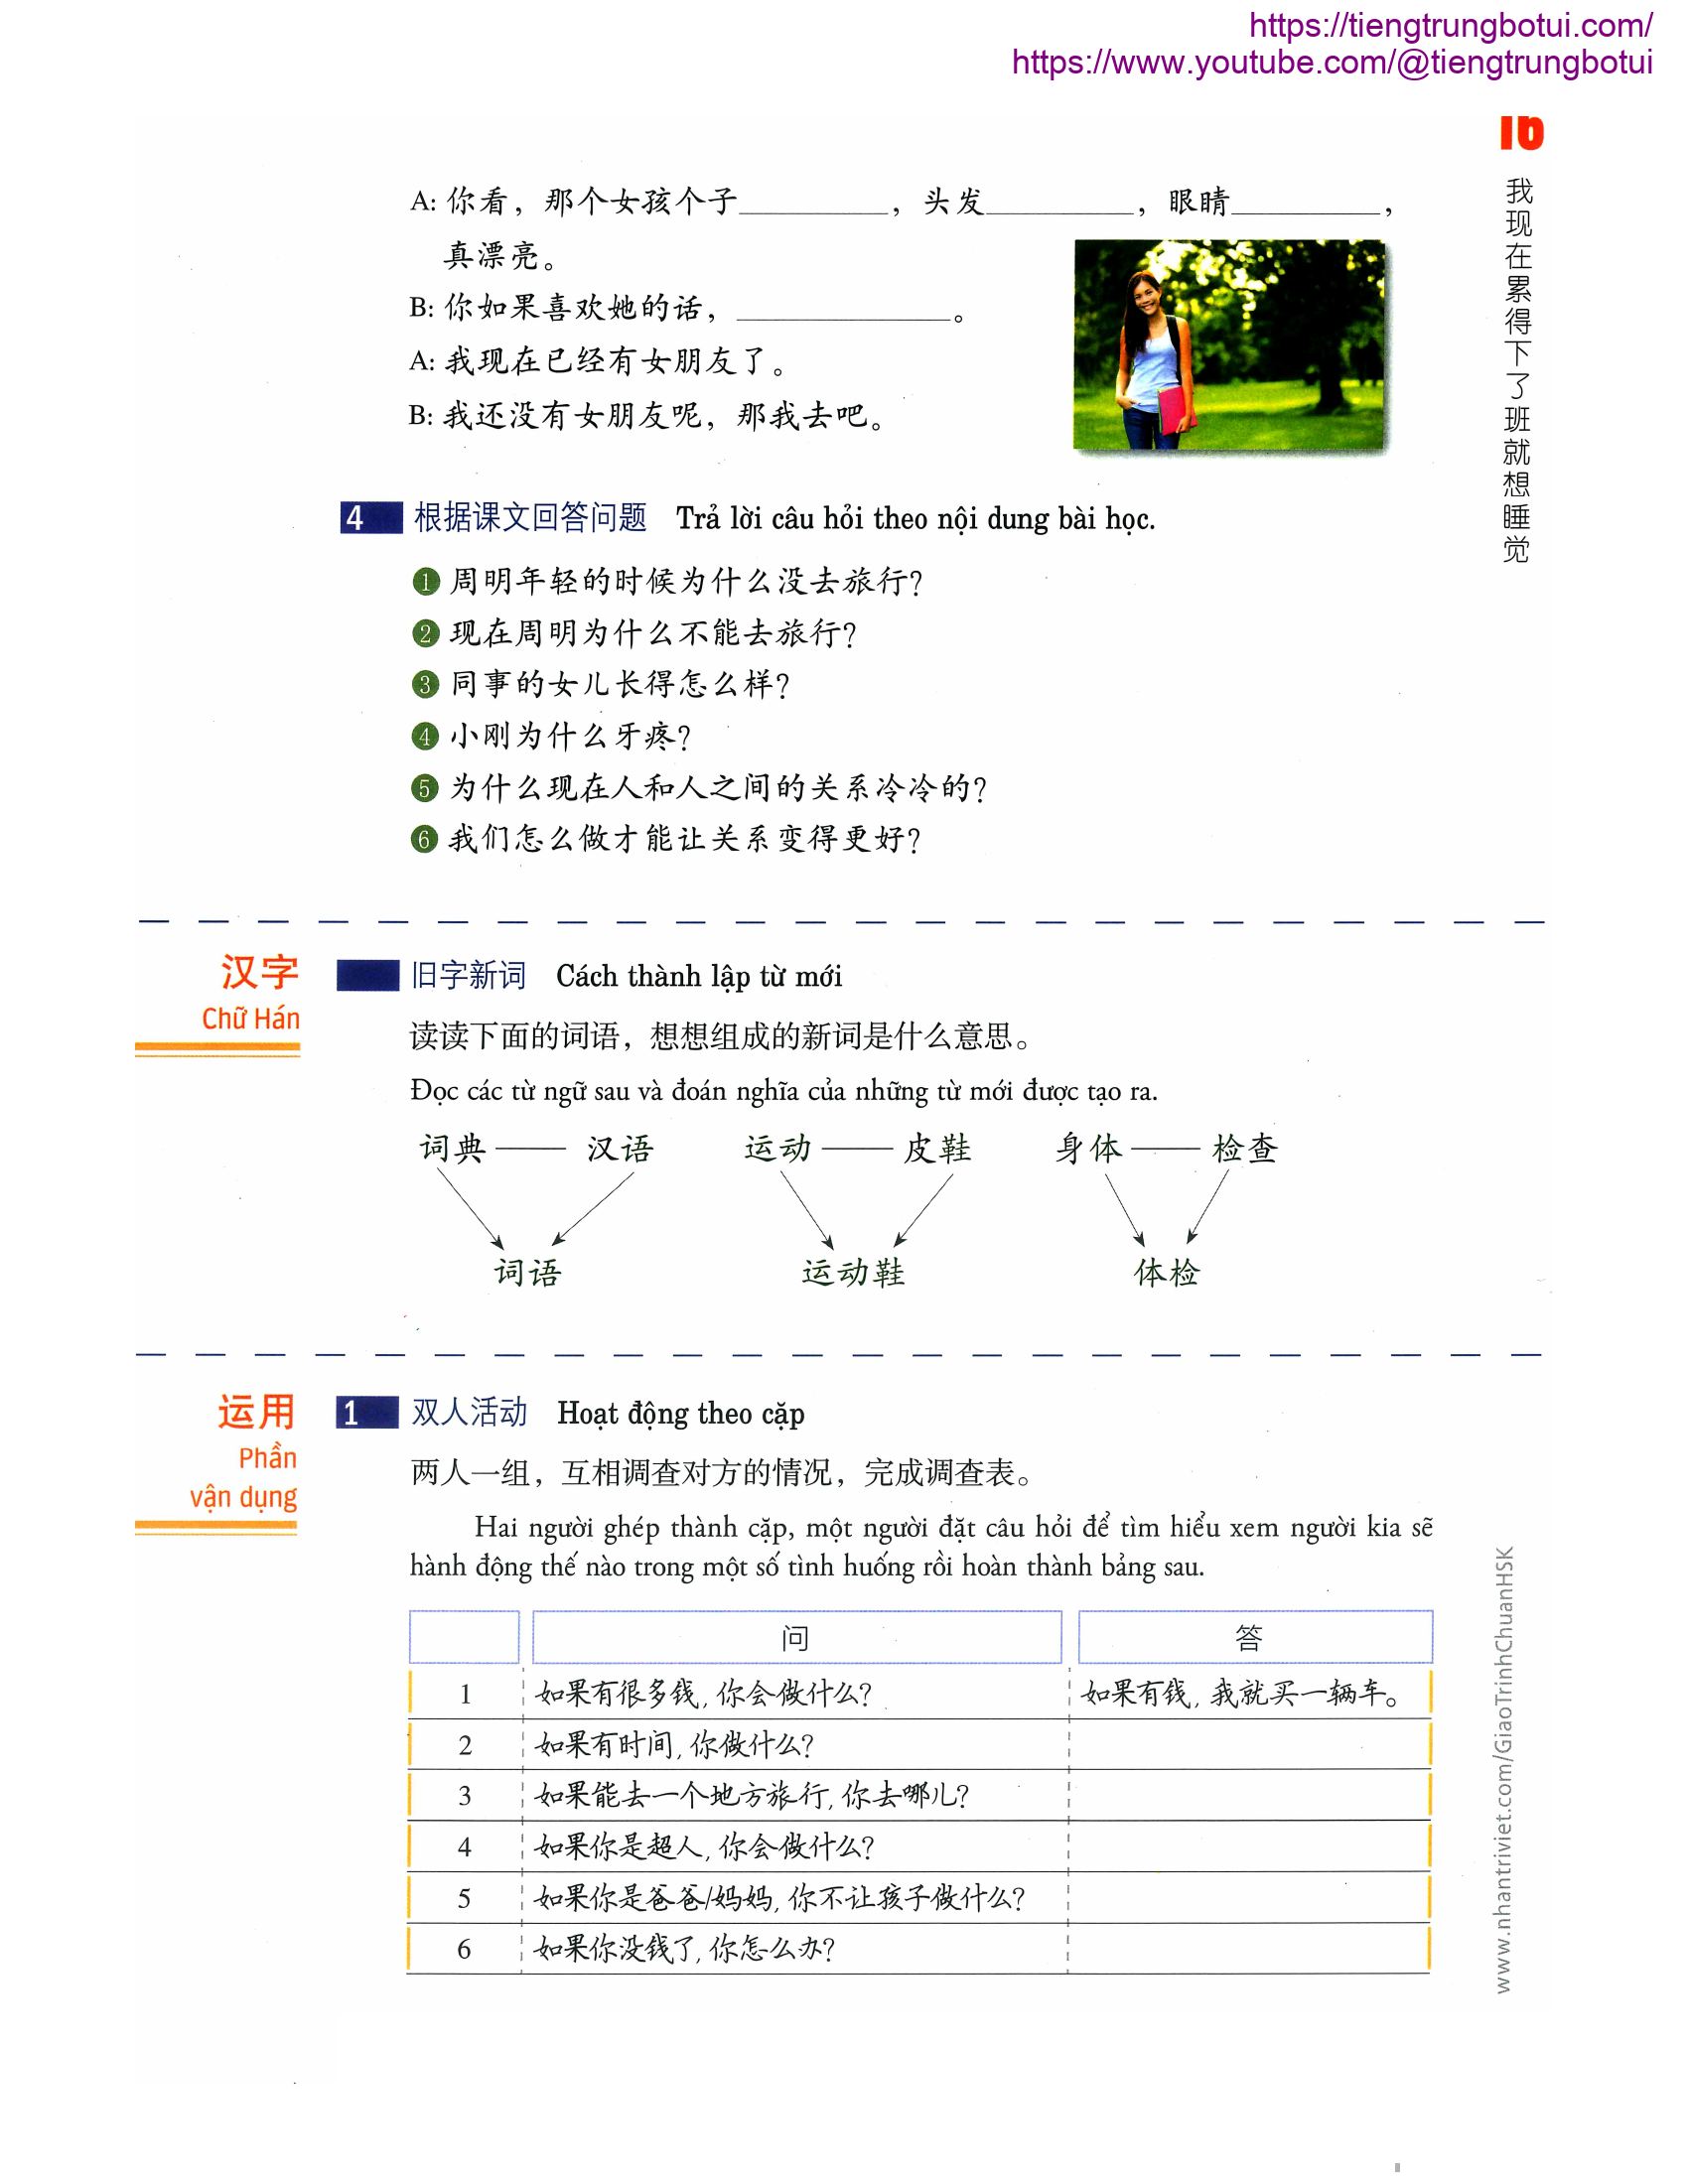 https://tiengtrungbotui.com/
https://www.youtube.com/@tiengtrungbotui
16
我现在累得下了班就想睡觉
A: 你看，那个女孩个子__________，头发__________，眼睛__________，
真漂亮。
B: 你如果喜欢她的话，______________。
A: 我现在已经有女朋友了。
B: 我还没有女朋友呢，那我去吧。
4 根据课文回答问题 Trả lời câu hỏi theo nội dung bài học.
1 周明年轻的时候为什么没去旅行？
2 现在周明为什么不能去旅行？
3 同事的女儿长得怎么样？
4 小刚为什么牙疼？
5 为什么现在人和人之间的关系冷冷的？
6 我们怎么做才能让关系变得更好？
汉字
Chữ Hán
旧字新词 Cách thành lập từ mới
读读下面的词语，想想组成的新词是什么意思。
Đọc các từ ngữ sau và đoán nghĩa của những từ mới được tạo ra.
词典 —— 汉语 运动 —— 皮鞋 身体 —— 检查
词语 运动鞋 体检
运用
Phần
vận dụng
1 双人活动 Hoạt động theo cặp
两人一组，互相调查对方的情况，完成调查表。
Hai người ghép thành cặp, một người đặt câu hỏi để tìm hiểu xem người kia sẽ
hành động thế nào trong một số tình huống rồi hoàn thành bảng sau.
问 答
1 如果有很多钱，你会做什么？ 如果有钱，我就买一辆车。
2 如果有时间，你做什么？
3 如果能去一个地方旅行，你去哪儿？
4 如果你是超人，你会做什么？
5 如果你是爸爸/妈妈，你不让孩子做什么？
6 如果你没钱了，你怎么办？
www.nhantriviet.com/GiaoTrinhChuanHSK